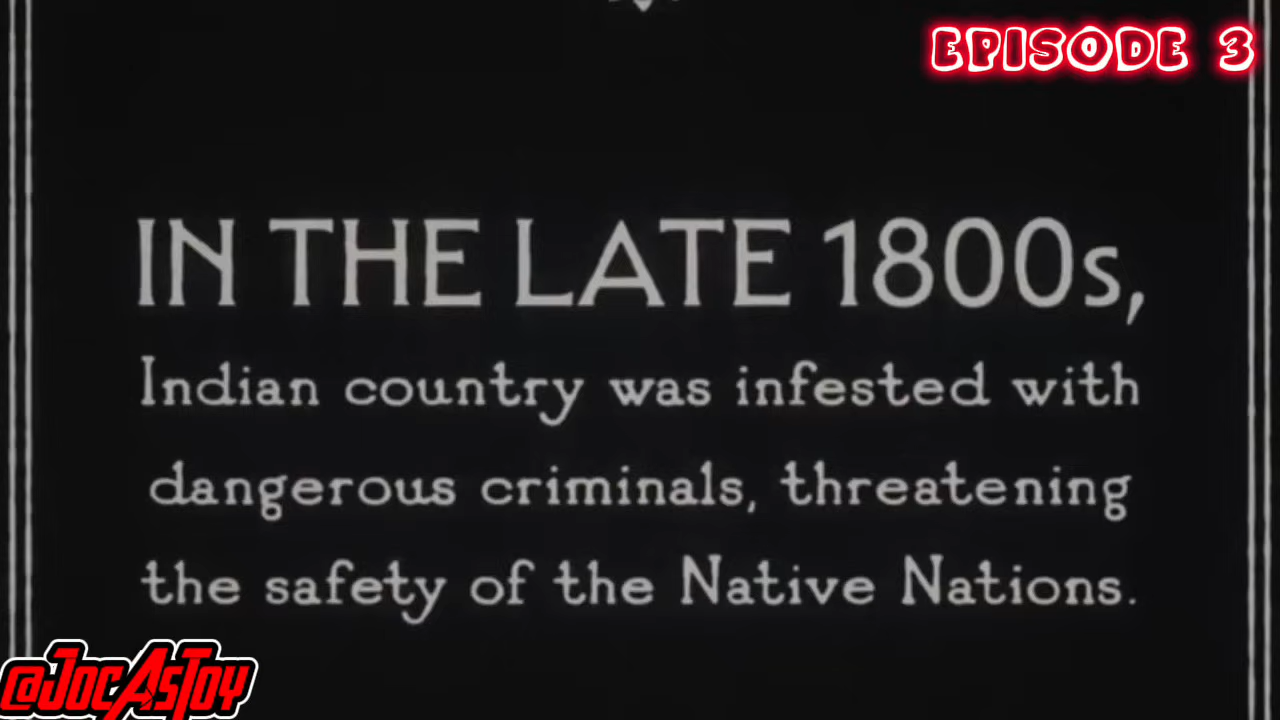 EPISODE 3
IN THE LATE 1800s,
Indian country was infested with
dangerous criminals, threatening
the safety of the Native Nations.
@JocAsToy